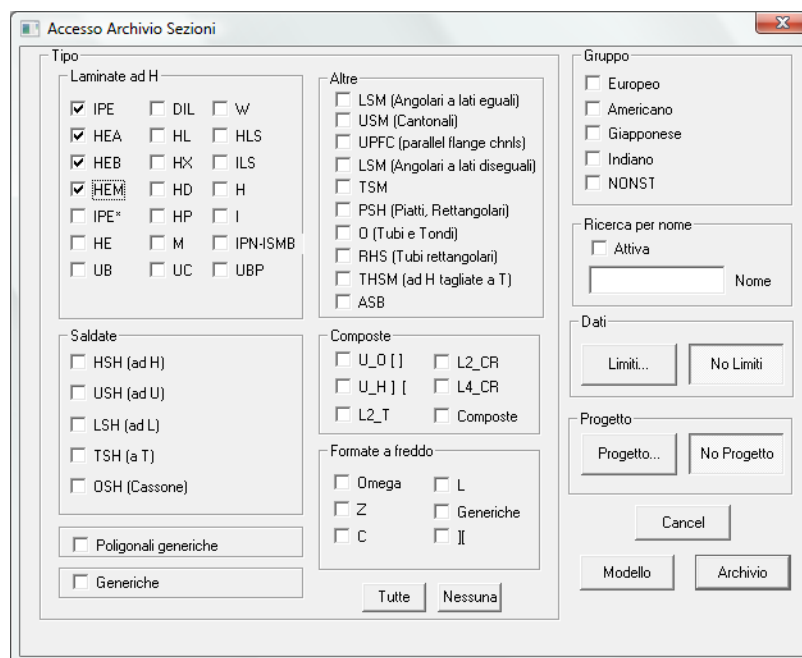 Accesso Archivio Sezioni
Tipo
Laminate ad H
IPE DIL W
HEA HL HLS
HEB HX ILS
HEM HD H
IPE* HP I
HE M IPN-ISMB
UB UC UBP
Altre
LSM (Angolari a lati eguali)
USM (Cantonali)
UPFC (parallel flange chnls)
LSM (Angolari a lati diseguali)
TSM
PSH (Piatti, Rettangolari)
O (Tubi e Tondi)
RHS (Tubi rettangolari)
THSM (ad H tagliate a T)
ASB
Saldate
HSH (ad H)
USH (ad U)
LSH (ad L)
TSH (a T)
OSH (Cassone)
Poligonali generiche
Generiche
Composte
U_O [ ] L2_CR
U_H ] [ L4_CR
L2_T Composte
Formate a freddo
Omega L
Z Generiche
C ][
Tutte Nessuna
Gruppo
Europeo
Americano
Giapponese
Indiano
NONST
Ricerca per nome
Attiva
Nome
Dati
Limiti... No Limiti
Progetto
Progetto... No Progetto
Cancel
Modello Archivio